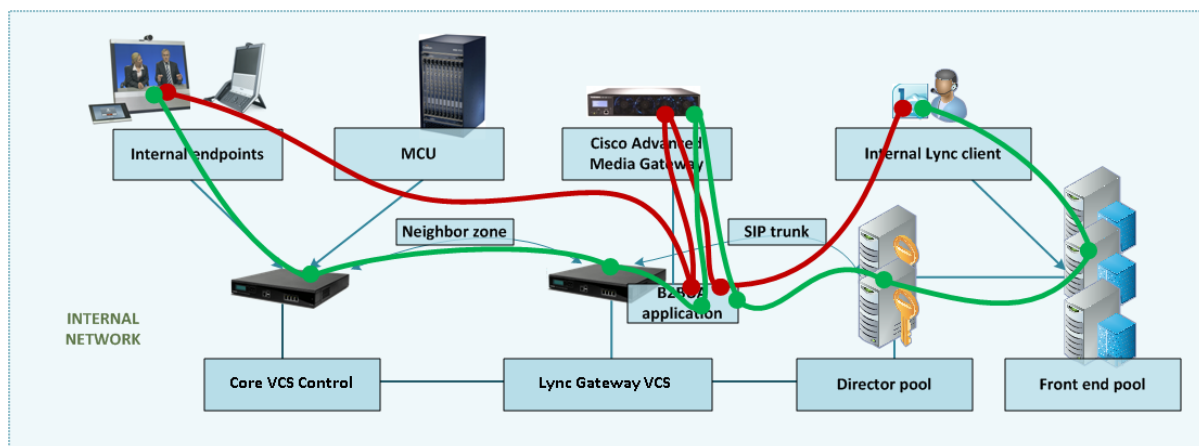 Internal endpoints
MCU
Cisco Advanced
Media Gateway
Internal Lync client
Neighbor zone
SIP trunk
B2BUA
application
INTERNAL
NETWORK
Core VCS Control
Lync Gateway VCS
Director pool
Front end pool